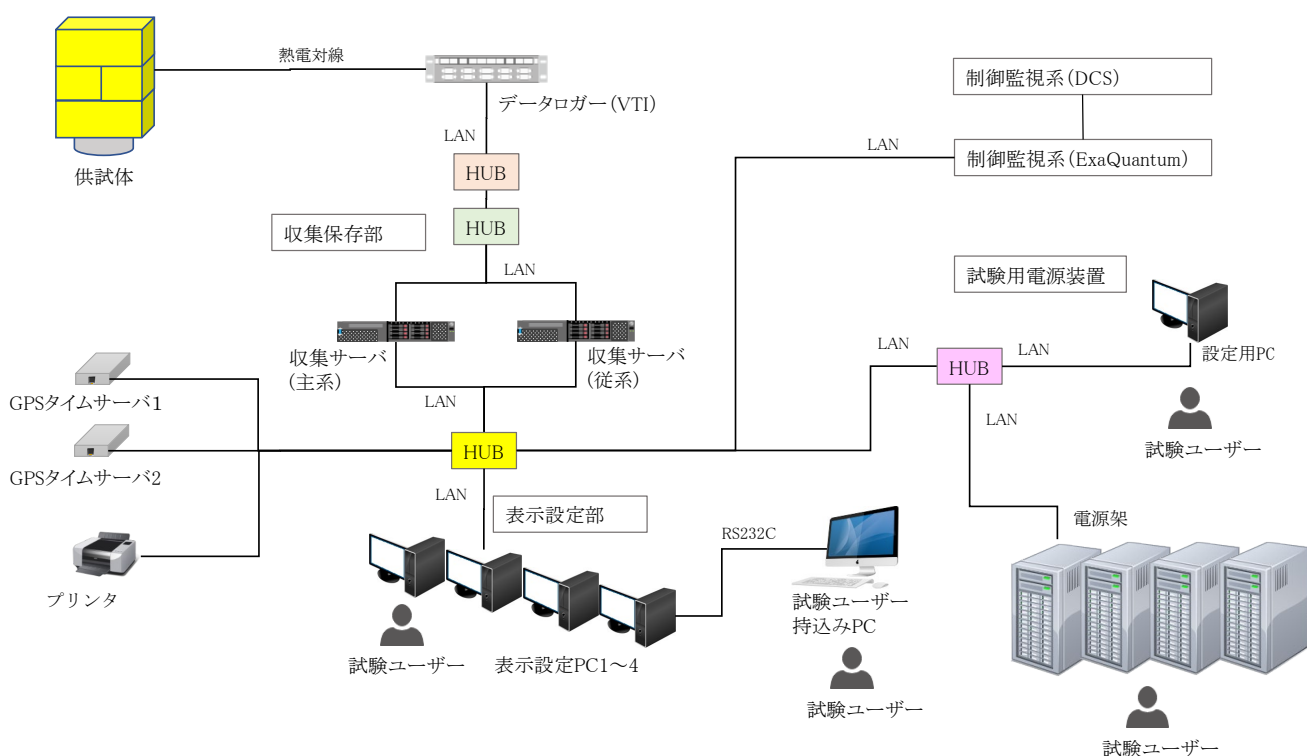 熱電対線
制御監視系(DCS)
データロガー(VTI)
LAN
LAN
制御監視系(ExaQuantum)
供試体
HUB
収集保存部
HUB
LAN
試験用電源装置
収集サーバ
(主系)
収集サーバ
(従系)
LAN
LAN
設定用PC
HUB
GPSタイムサーバ1
LAN
LAN
HUB
試験ユーザー
GPSタイムサーバ2
LAN
表示設定部
電源架
RS232C
プリンタ
試験ユーザー
持込みPC
試験ユーザー
表示設定PC1～4
試験ユーザー
試験ユーザー